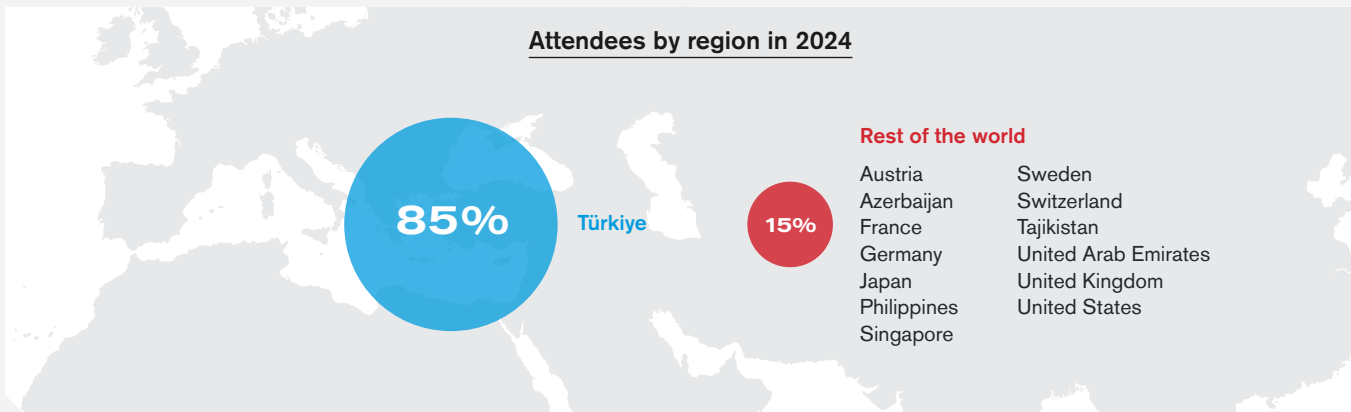 Attendees by region in 2024
85%
Türkiye
15%
Rest of the world
Austria
Azerbaijan
France
Germany
Japan
Philippines
Singapore
Sweden
Switzerland
Tajikistan
United Arab Emirates
United Kingdom
United States